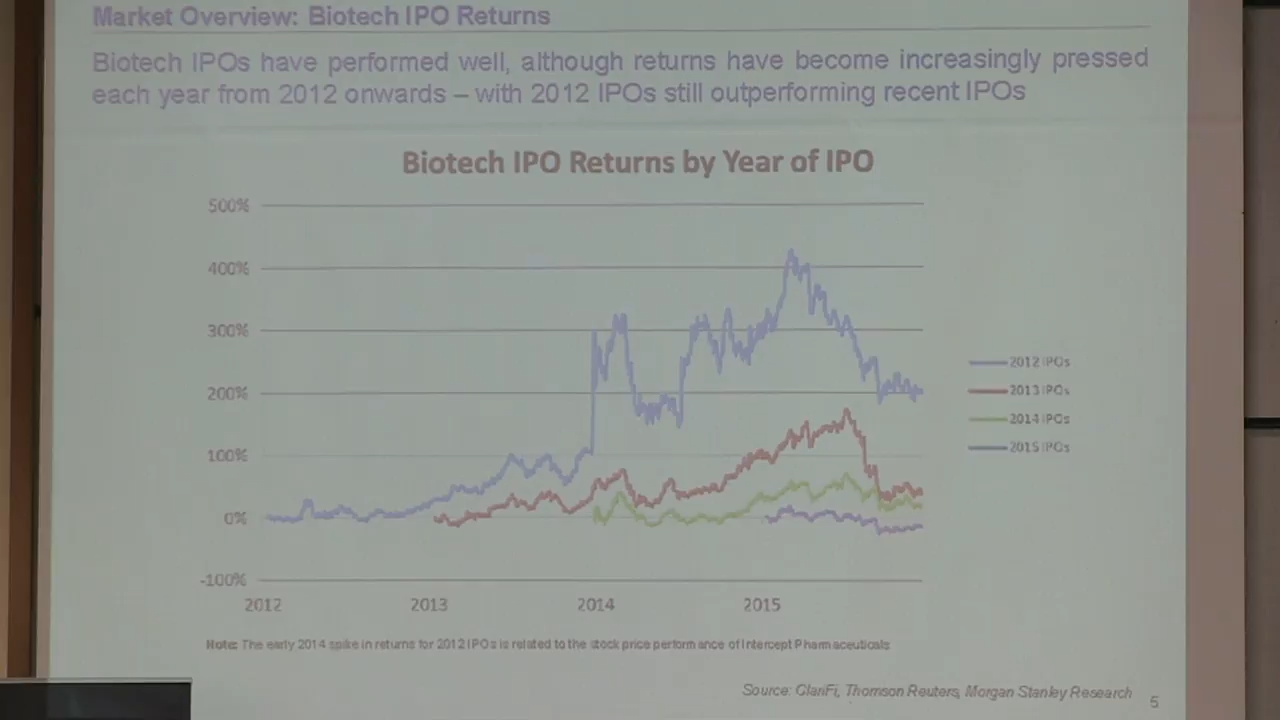 Market Overview: Biotech IPO Returns
Biotech IPOs have performed well, although returns have become increasingly pressed
each year from 2012 onwards – with 2012 IPOs still outperforming recent IPOs
Biotech IPO Returns by Year of IPO
500%
400%
300%
200%
100%
0%
-100%
2012 2013 2014 2015
2012 IPOs
2013 IPOs
2014 IPOs
2015 IPOs
Note: The early 2014 spike in returns for 2012 IPOs is related to the stock price performance of Intercept Pharmaceuticals
Source: ClariFi, Thomson Reuters, Morgan Stanley Research
5